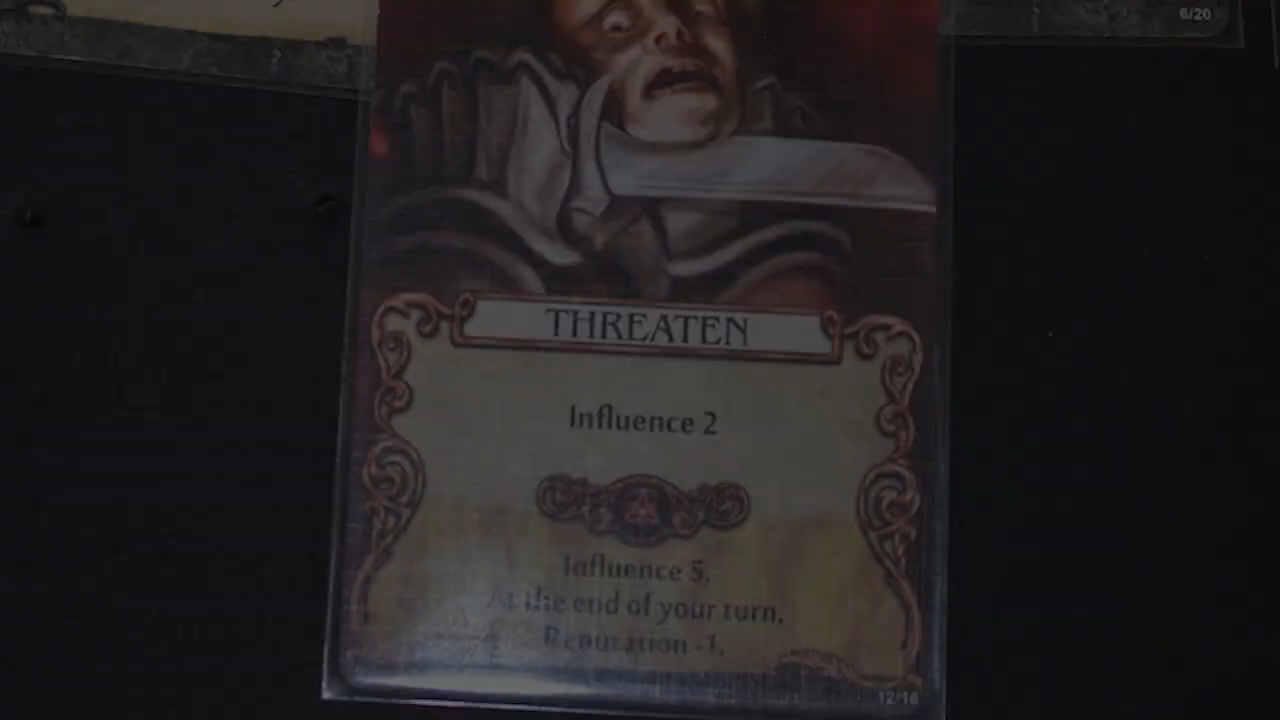 6/20
THREATEN
Influence 2
Influence 5.
At the end of your turn,
Reputation -1.
12/16